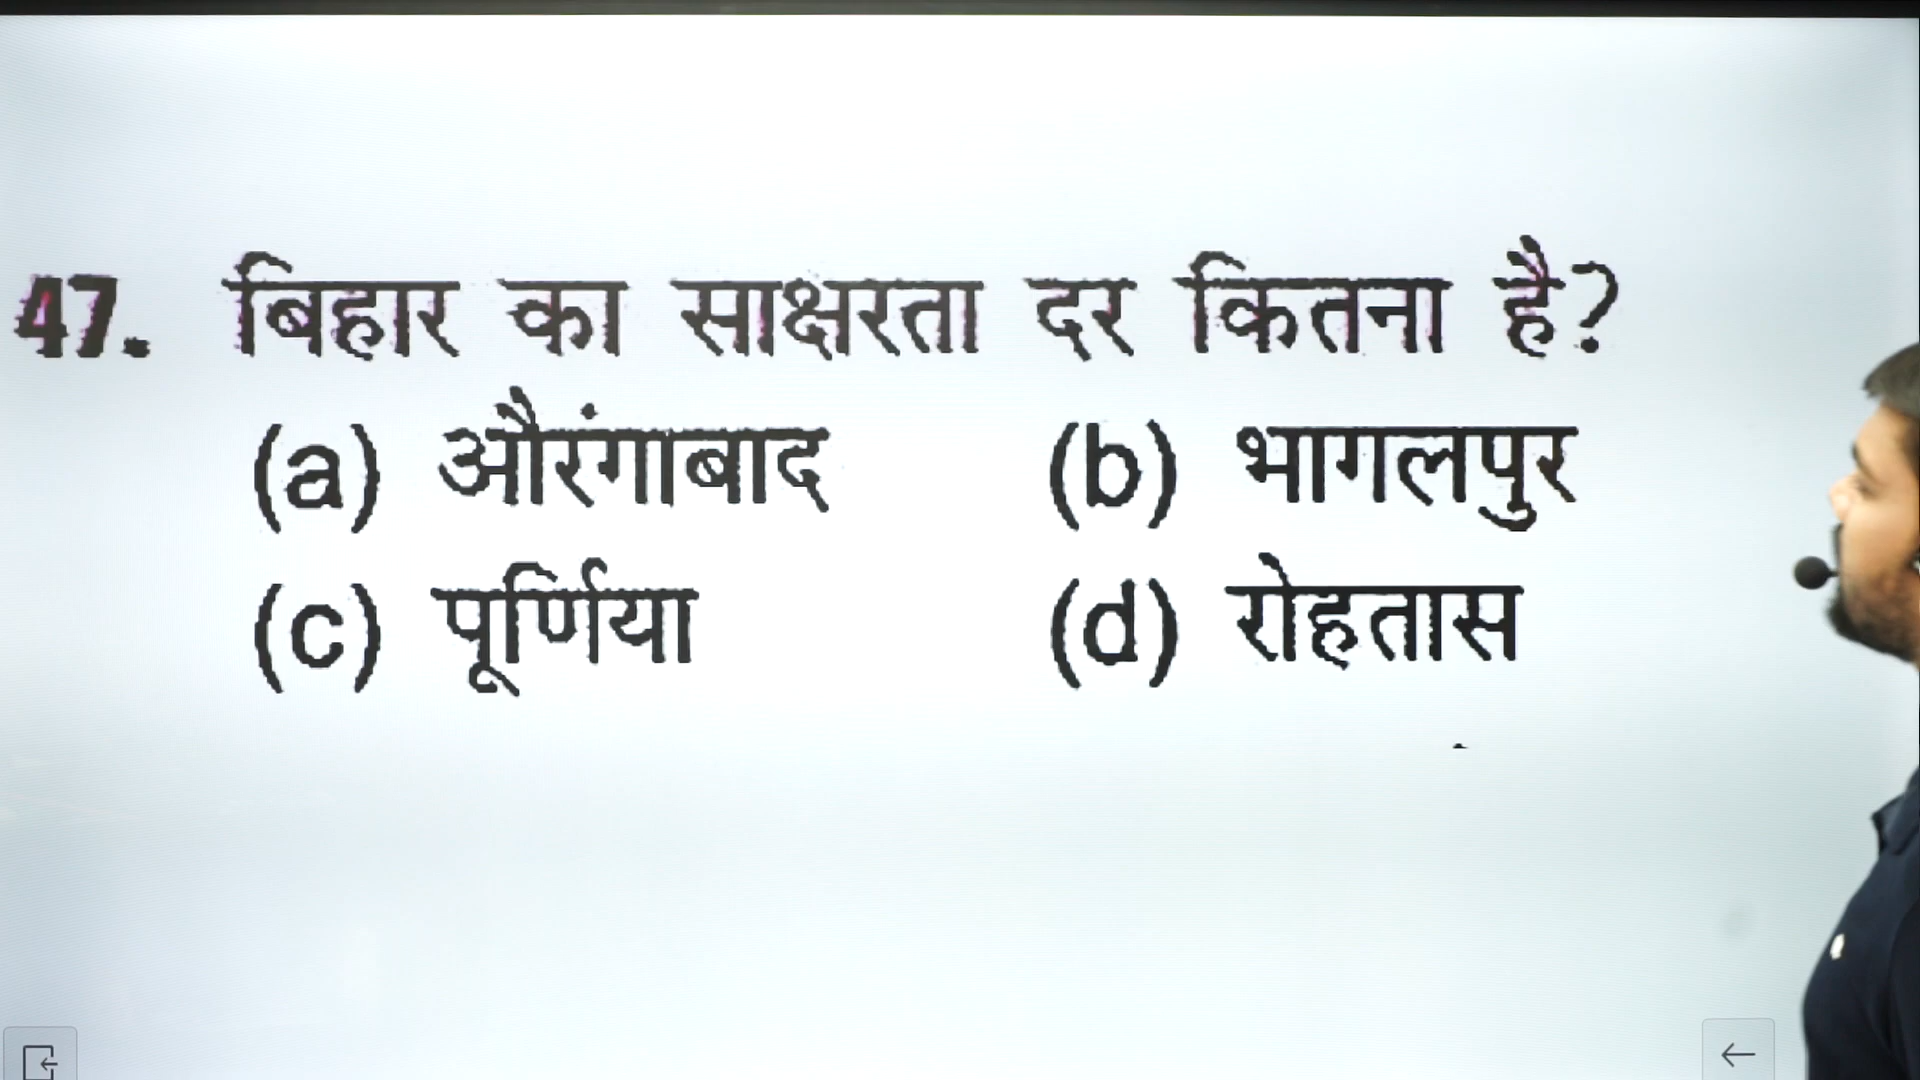 47. बिहार का साक्षरता दर कितना है?
(a) औरंगाबाद (b) भागलपुर
(c) पूर्णिया (d) रोहतास